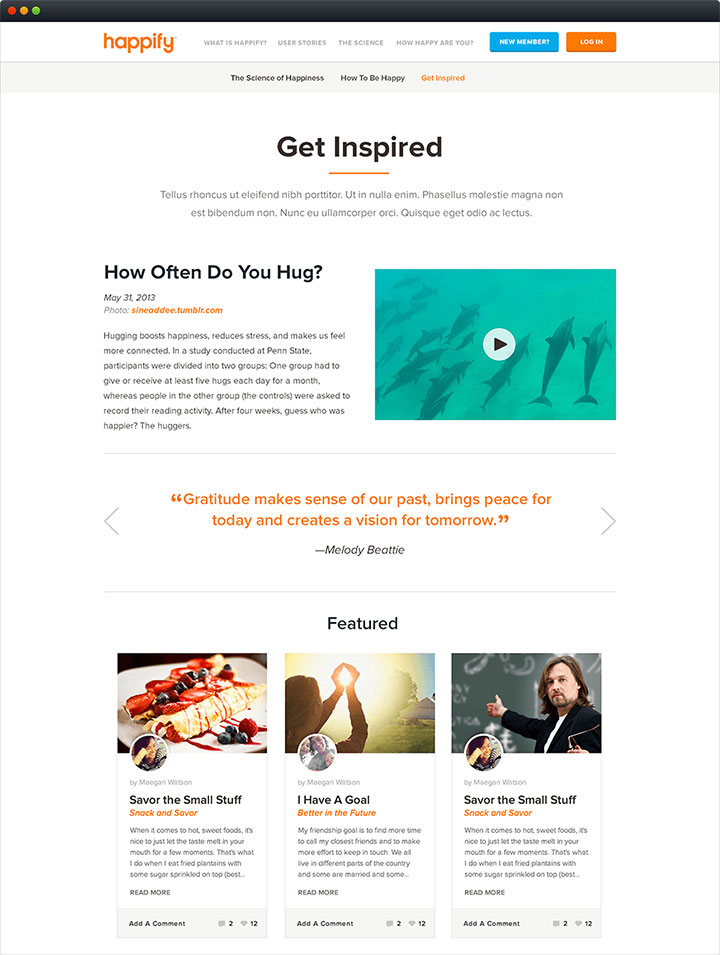 happify
WHAT IS HAPPIFY? USER STORIES THE SCIENCE HOW HAPPY ARE YOU? NEW MEMBER? LOG IN
The Science of Happiness How To Be Happy Get Inspired
Get Inspired
Tellus rhoncus ut eleifend nibh porttitor. Ut in nulla enim. Phasellus molestie magna non
est bibendum non. Nunc eu ullamcorper orci. Quisque eget odio ac lectus.
How Often Do You Hug?
May 31, 2013
Photo: sineaddee.tumblr.com
Hugging boosts happiness, reduces stress, and makes us feel
more connected. In a study conducted at Penn State,
participants were divided into two groups: One group had to
give or receive at least five hugs each day for a month,
whereas people in the other group (the controls) were asked to
record their reading activity. After four weeks, guess who was
happier? The huggers.
“Gratitude makes sense of our past, brings peace for
today and creates a vision for tomorrow.”
—Melody Beattie
Featured
by Maegan Watson
Savor the Small Stuff
Snack and Savor
When it comes to hot, sweet foods, it's
nice to just let the taste melt in your
mouth for a few moments. That's what
I do when I eat fried plantains with
some sugar sprinkled on top (best...
READ MORE
Add A Comment 2 12
by Maegan Watson
I Have A Goal
Better in the Future
My friendship goal is to find more time
to call my closest friends and to make
more effort to keep in touch. We all
live in different parts of the country
and some are married and some...
READ MORE
Add A Comment 2 12
by Maegan Watson
Savor the Small Stuff
Snack and Savor
When it comes to hot, sweet foods, it's
nice to just let the taste melt in your
mouth for a few moments. That's what
I do when I eat fried plantains with
some sugar sprinkled on top (best...
READ MORE
Add A Comment 2 12